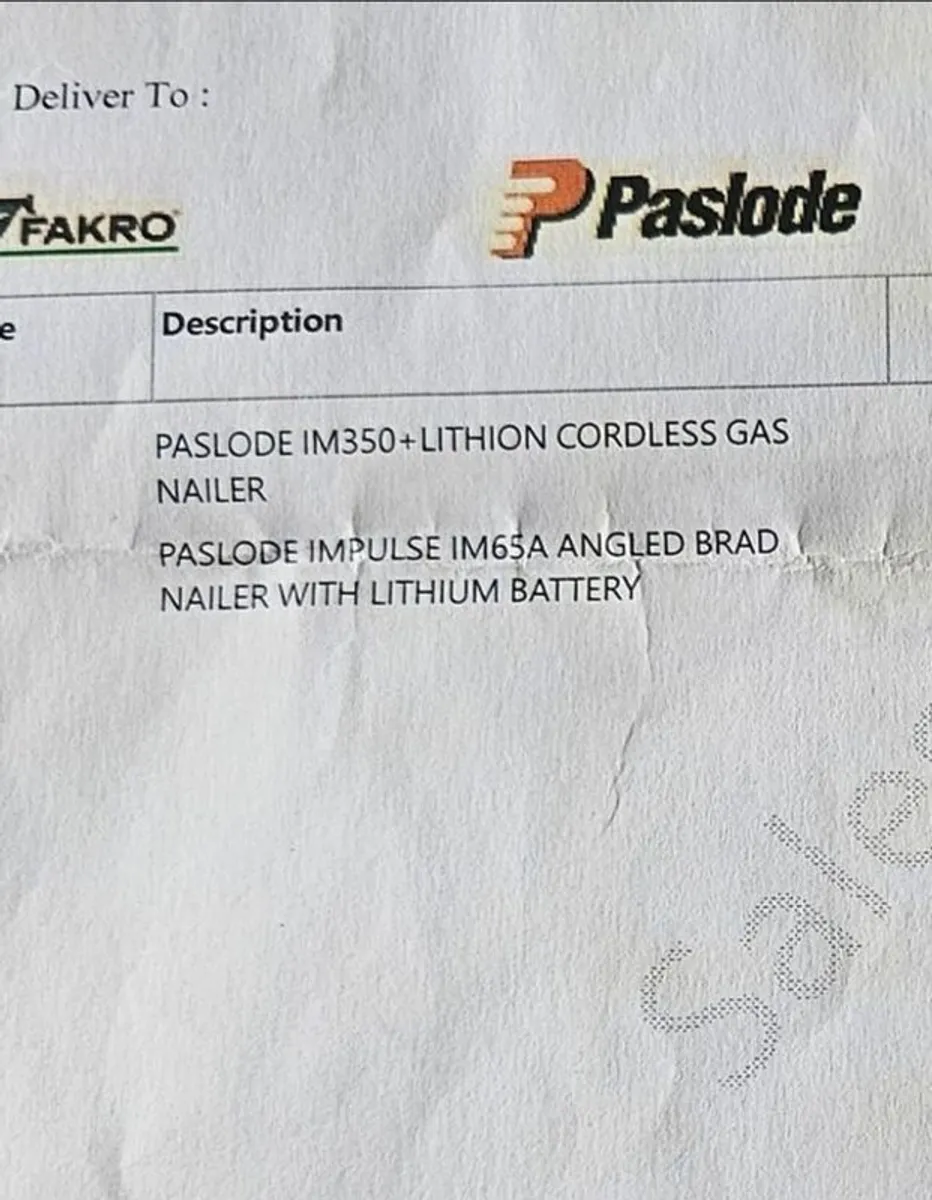 Deliver To :
FAKRO
Paslode
e
Description
PASLODE IM350+LITHION CORDLESS GAS
NAILER
PASLODE IMPULSE IM65A ANGLED BRAD
NAILER WITH LITHIUM BATTERY
Sales